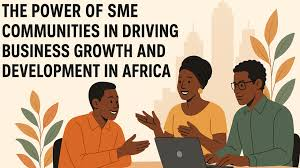 THE POWER OF SME
COMMUNITIES IN DRIVING
BUSINESS GROWTH AND
DEVELOPMENT IN AFRICA